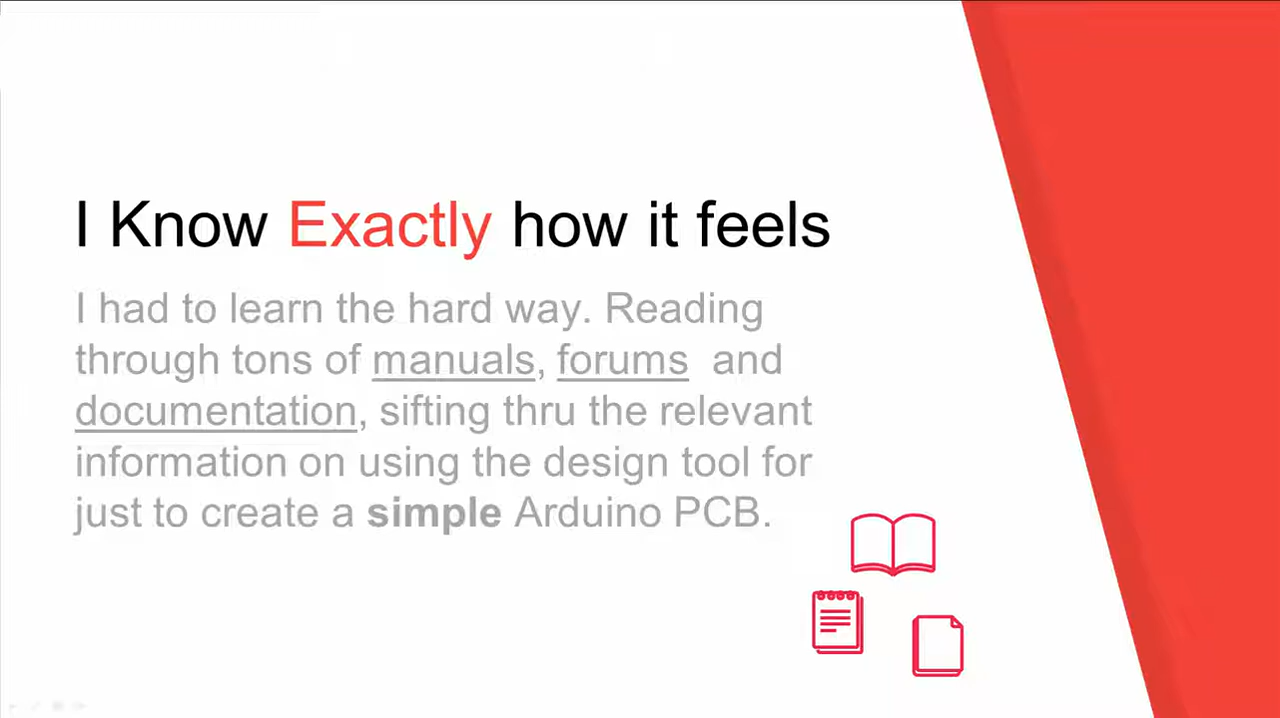 I Know Exactly how it feels
I had to learn the hard way. Reading
through tons of manuals, forums  and
documentation, sifting thru the relevant
information on using the design tool for
just to create a simple Arduino PCB.